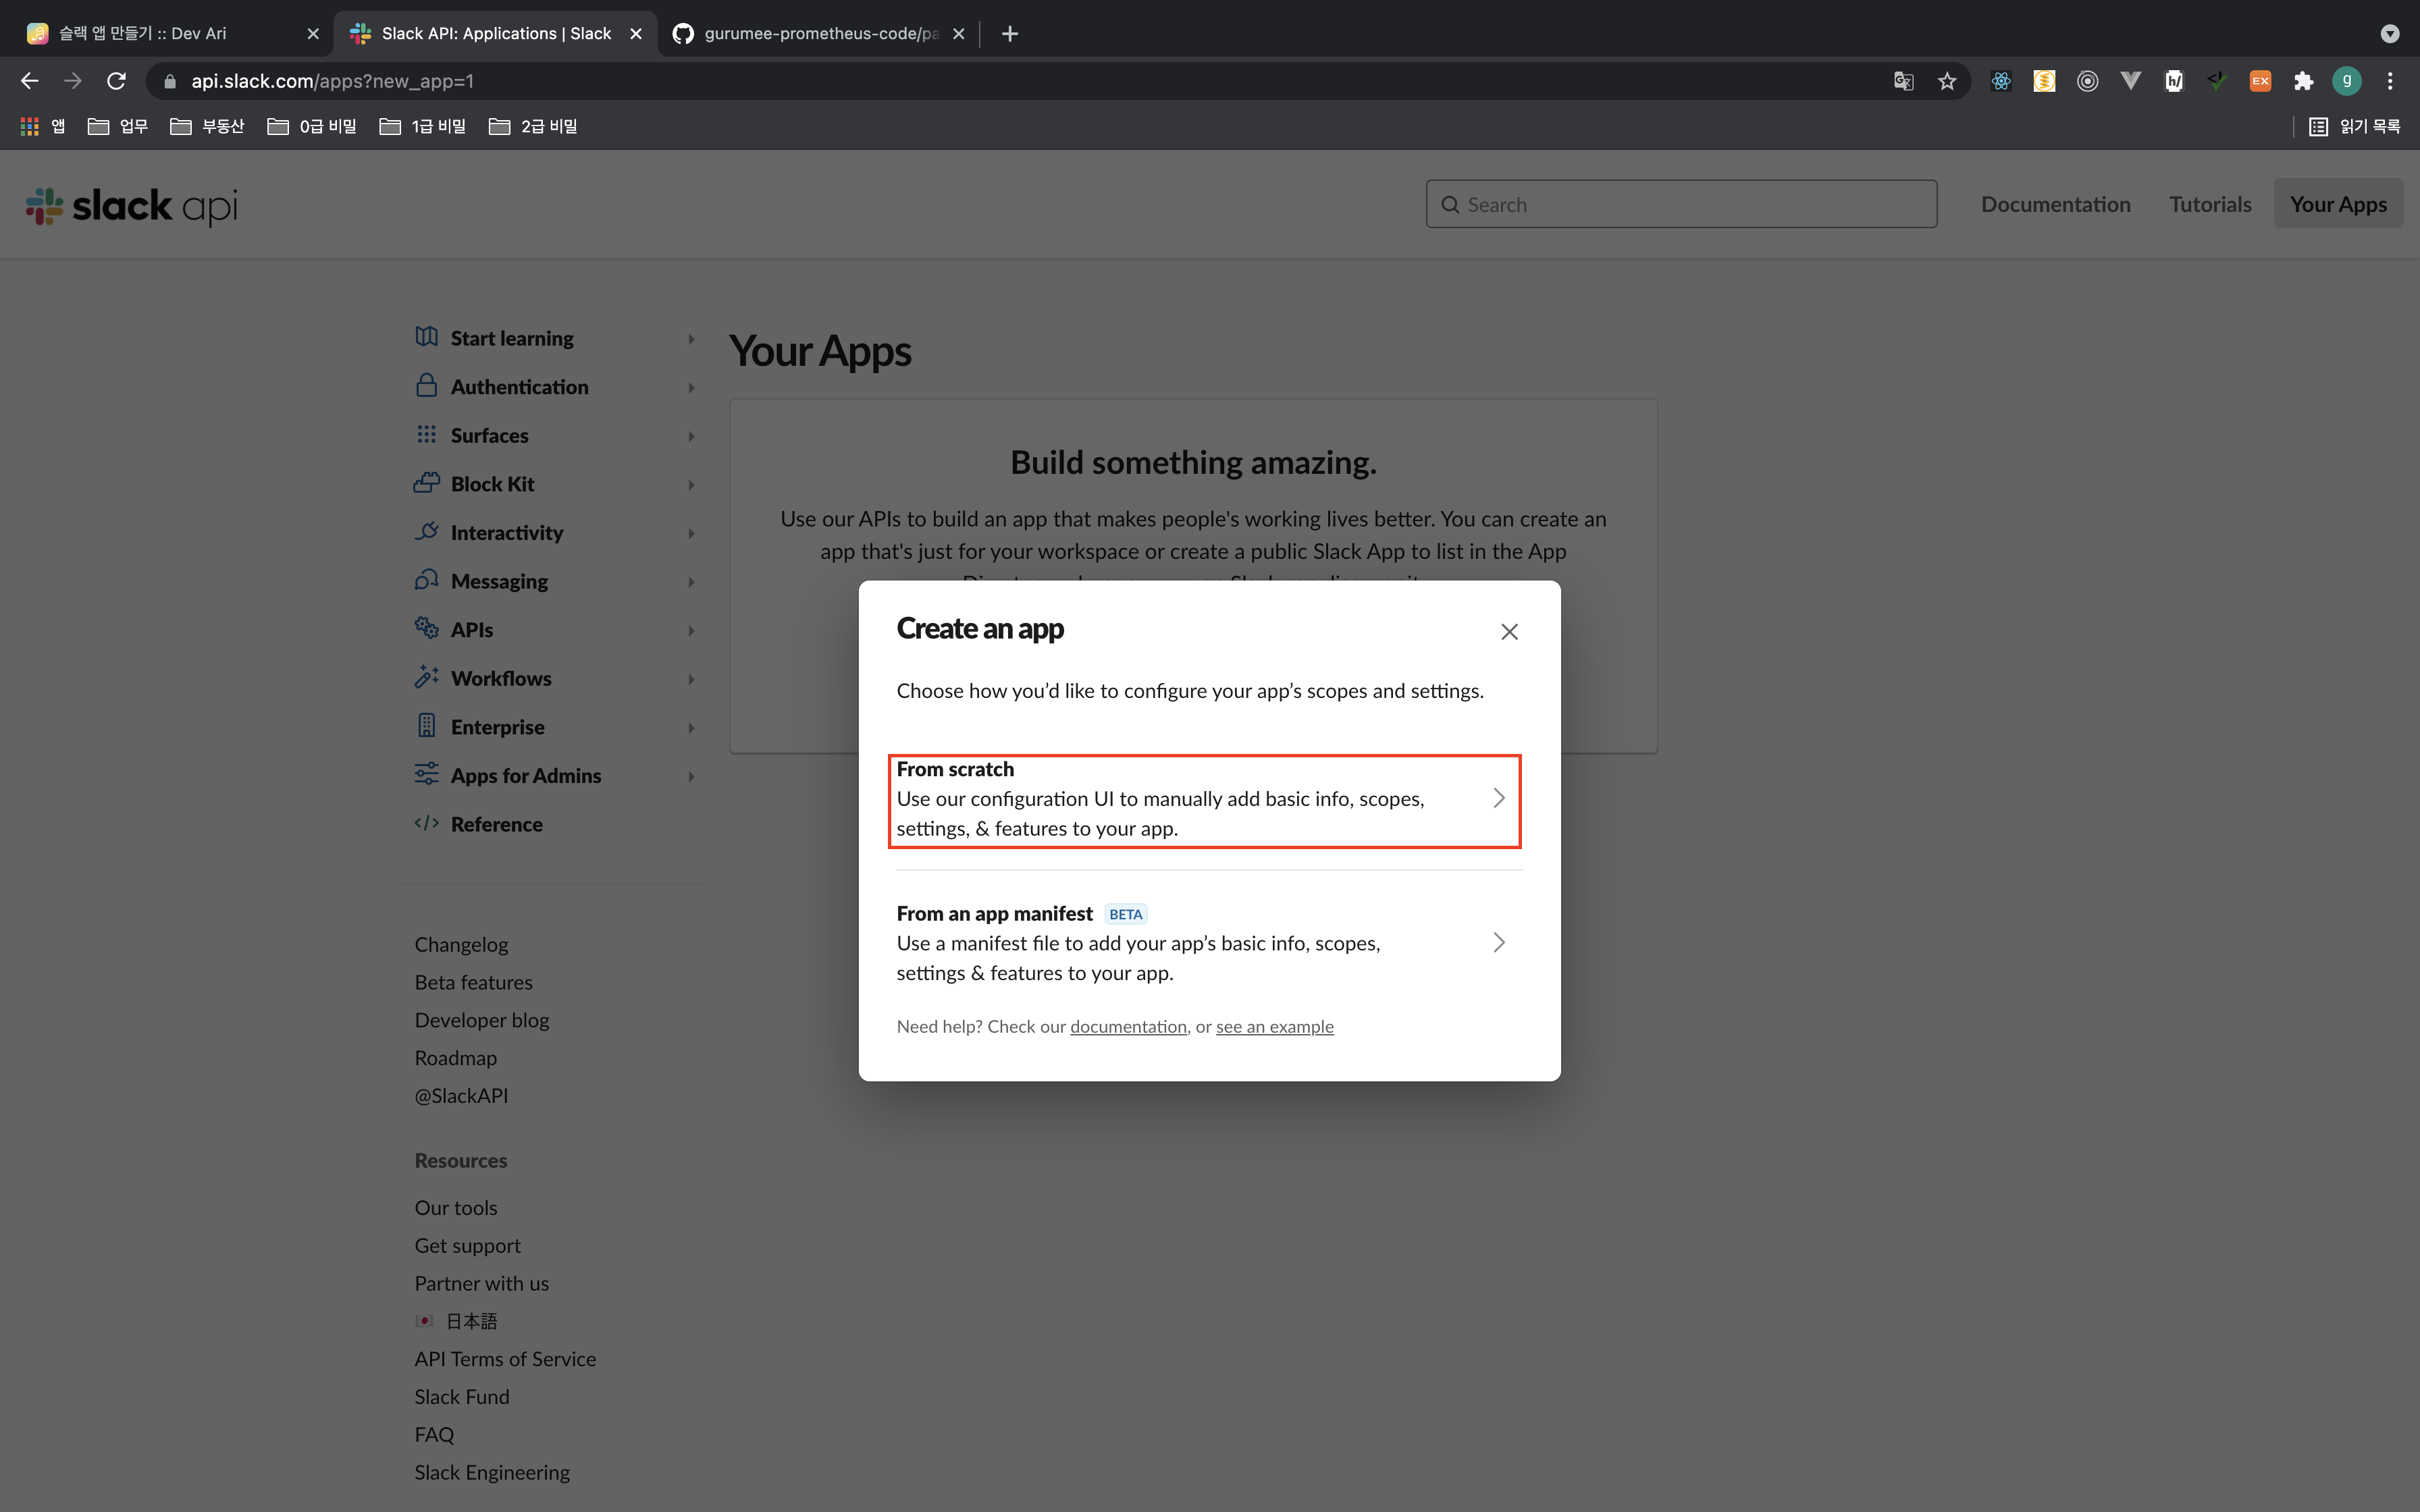 슬랙 앱 만들기 :: Dev Ari
Slack API: Applications | Slack
gurumee-prometheus-code/pa
api.slack.com/apps?new_app=1
EX
g
앱
업무
부동산
0급 비밀
1급 비밀
2급 비밀
읽기 목록
slack api
Search
Documentation
Tutorials
Your Apps
Start learning
Authentication
Surfaces
Block Kit
Interactivity
Messaging
APIs
Workflows
Enterprise
Apps for Admins
Reference
Changelog
Beta features
Developer blog
Roadmap
@SlackAPI
Resources
Our tools
Get support
Partner with us
日本語
API Terms of Service
Slack Fund
FAQ
Slack Engineering
Your Apps
Build something amazing.
Use our APIs to build an app that makes people's working lives better. You can create an
app that's just for your workspace or create a public Slack App to list in the App
Create an app
Choose how you’d like to configure your app’s scopes and settings.
From scratch
Use our configuration UI to manually add basic info, scopes,
settings, & features to your app.
From an app manifest BETA
Use a manifest file to add your app’s basic info, scopes,
settings & features to your app.
Need help? Check our documentation, or see an example